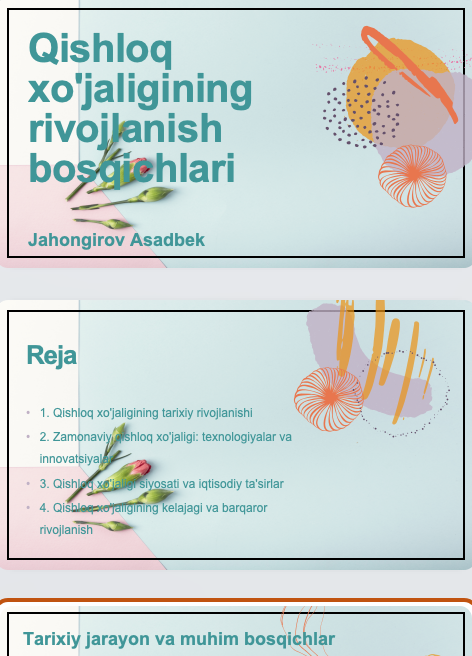 Qishloq
xo'jaligining
rivojlanish
bosqichlari
Jahongirov Asadbek
Reja
• 1. Qishloq xo'jaligining tarixiy rivojlanishi
• 2. Zamonaviy qishloq xo'jaligi: texnologiyalar va
innovatsiyalar
• 3. Qishloq xo'jaligi siyosati va iqtisodiy ta'sirlar
• 4. Qishloq xo'jaligining kelajagi va barqaror
rivojlanish
Tarixiy jarayon va muhim bosqichlar